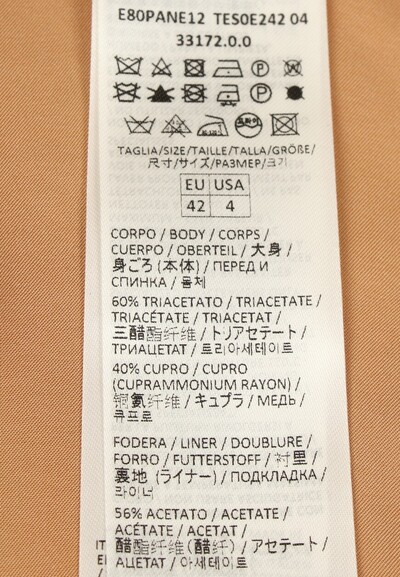 E80PANE12 TES0E242 04
33172.0.0
TAGLIA/SIZE/TAILLE/TALLA/GRÖßE/
尺寸/サイズ/РАЗМЕР/크기
EU USA
42 4
CORPO / BODY / CORPS /
CUERPO / OBERTEIL / 大身 /
身ごろ (本体) / ПЕРЕД И
СПИНКА / 몸체
60% TRIACETATO / TRIACETATE /
TRIACÉTATE / TRIACETAT /
三醋酯纤维 / トリアセテート /
ТРИАЦЕТАТ / 트리아세테이트
40% CUPRO / CUPRO
(CUPRAMMONIUM RAYON) /
铜氨纤维 / キュプラ / МЕДЬ /
큐프로
FODERA / LINER / DOUBLURE /
FORRO / FUTTERSTOFF / 衬里 /
裏地 (ライナー) / ПОДКЛАДКА /
라이너
56% ACETATO / ACETATE /
ACÉTATE / ACETAT /
醋酯纤维 (醋纤) / アセテート /
АЦЕТАТ / 아세테이트